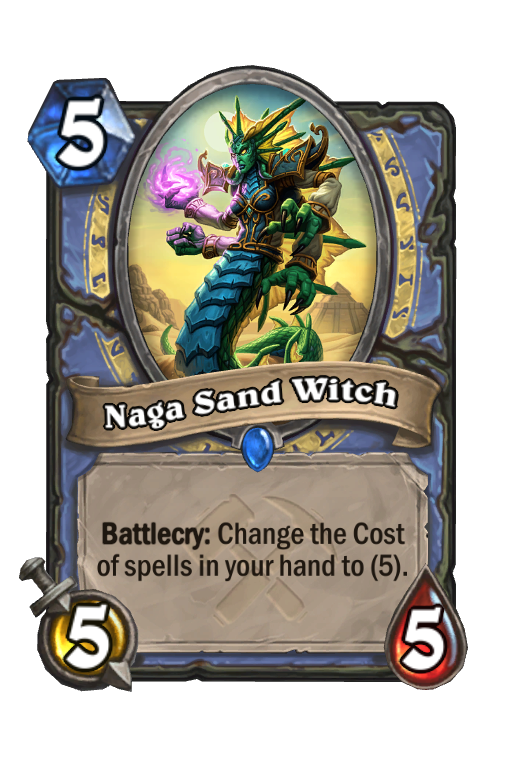 5
Naga Sand Witch
Battlecry: Change the Cost
of spells in your hand to (5).
5
5